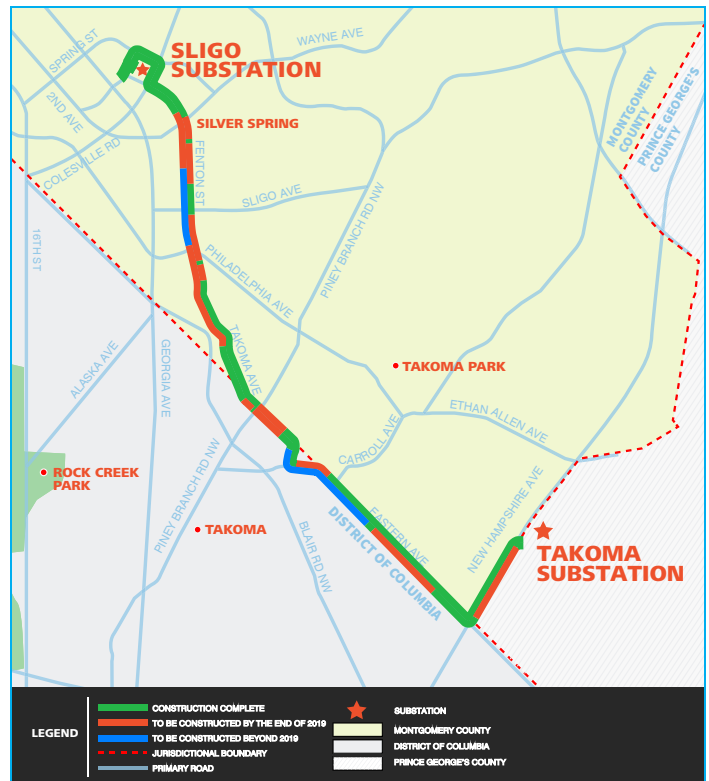 WAYNE AVE
SPRING ST
SLIGO
SUBSTATION
2ND AVE
SILVER SPRING
COLESVILLE RD
FENTON ST
SLIGO AVE
MONTGOMERY
COUNTY
PRINCE GEORGE'S
COUNTY
16TH ST
PHILADELPHIA AVE
PINEY BRANCH RD NW
TAKOMA AVE
ALASKA AVE
GEORGIA AVE
TAKOMA PARK
ETHAN ALLEN AVE
CARROLL AVE
ROCK CREEK
PARK
PINEY BRANCH RD NW
TAKOMA
BLAIR RD NW
DISTRICT OF COLUMBIA
EASTERN AVE
NEW HAMPSHIRE AVE
TAKOMA
SUBSTATION
LEGEND
CONSTRUCTION COMPLETE
TO BE CONSTRUCTED BY THE END OF 2019
TO BE CONSTRUCTED BEYOND 2019
JURISDICTIONAL BOUNDARY
PRIMARY ROAD
SUBSTATION
MONTGOMERY COUNTY
DISTRICT OF COLUMBIA
PRINCE GEORGE'S COUNTY